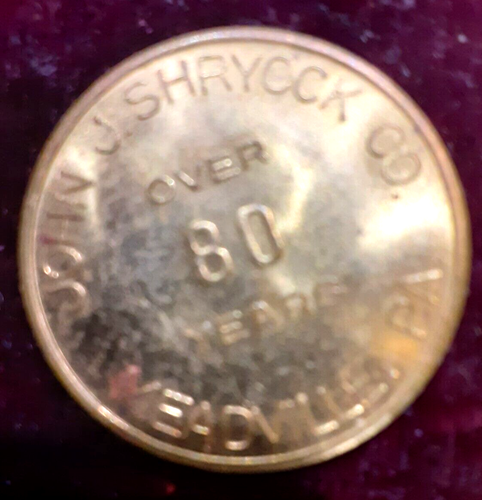 JOHN J. SHRYOCK CO.
OVER
80
YEARS
MEADVILLE, PA